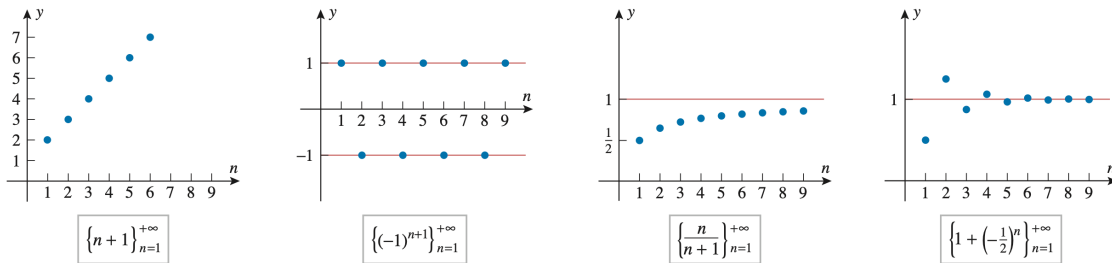 y
7
6
5
4
3
2
1
n
1 2 3 4 5 6 7 8 9
{n + 1}_{n=1}^{+∞}
y
1
n
1 2 3 4 5 6 7 8 9
−1
{(−1)^{n+1}}_{n=1}^{+∞}
y
1
1/2
n
1 2 3 4 5 6 7 8 9
{n/(n + 1)}_{n=1}^{+∞}
y
1
n
1 2 3 4 5 6 7 8 9
{1 + (−1/2)^n}_{n=1}^{+∞}